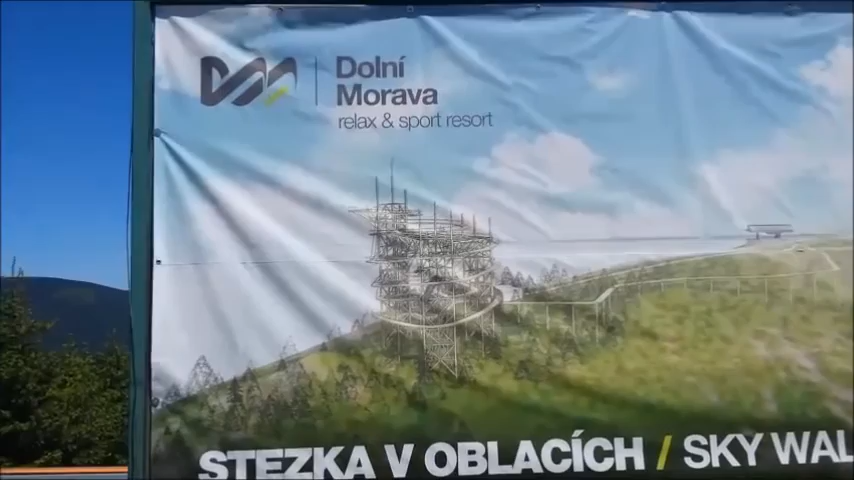 Dolní
Morava
relax & sport resort
STEZKA V OBLACÍCH / SKY WAL